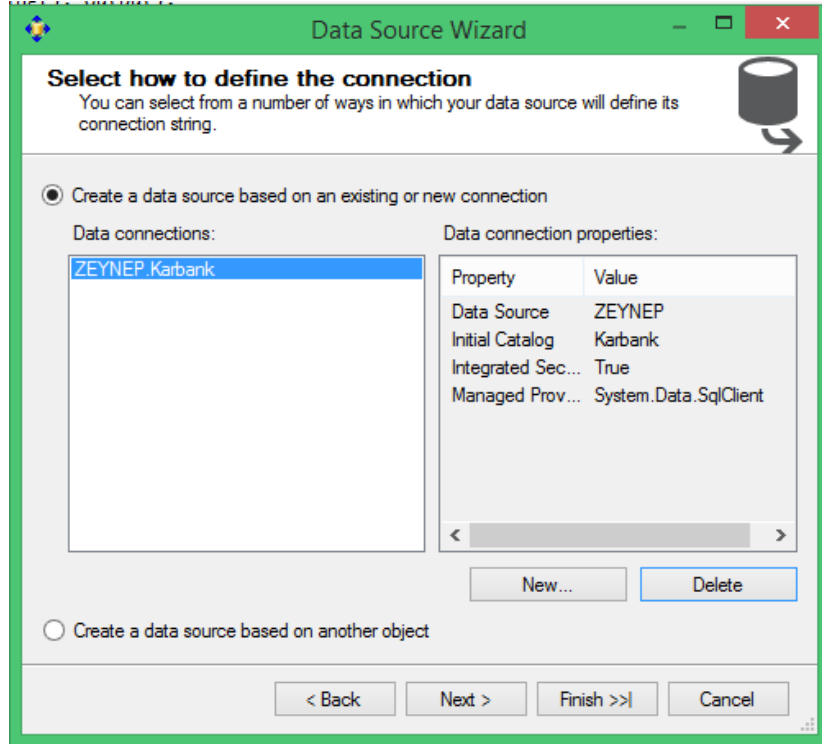 Data Source Wizard
Select how to define the connection
You can select from a number of ways in which your data source will define its
connection string.
Create a data source based on an existing or new connection
Data connections:
Data connection properties:
ZEYNEP.Karbank
Property Value
Data Source ZEYNEP
Initial Catalog Karbank
Integrated Sec... True
Managed Prov... System.Data.SqlClient
New... Delete
Create a data source based on another object
< Back Next > Finish >>| Cancel